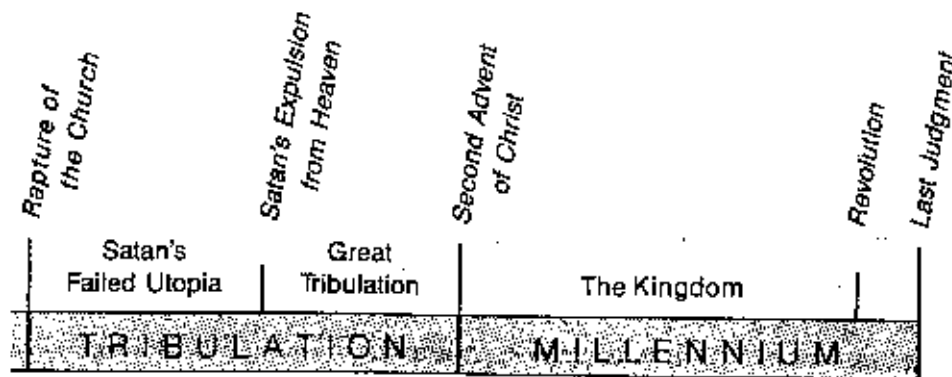 Rapture of
the Church
Satan's Expulsion
from Heaven
Second Advent
of Christ
Revolution
Last Judgment
Satan's
Failed Utopia
Great
Tribulation
The Kingdom
TRIBULATION
MILLENNIUM